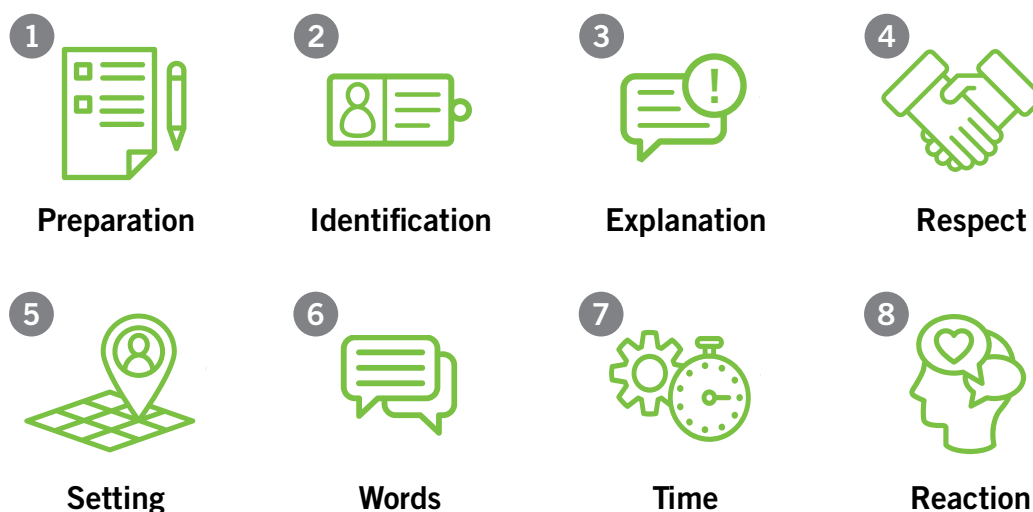 1 2 3 4
!
Preparation Identification Explanation Respect
5 6 7 8
Setting Words Time Reaction